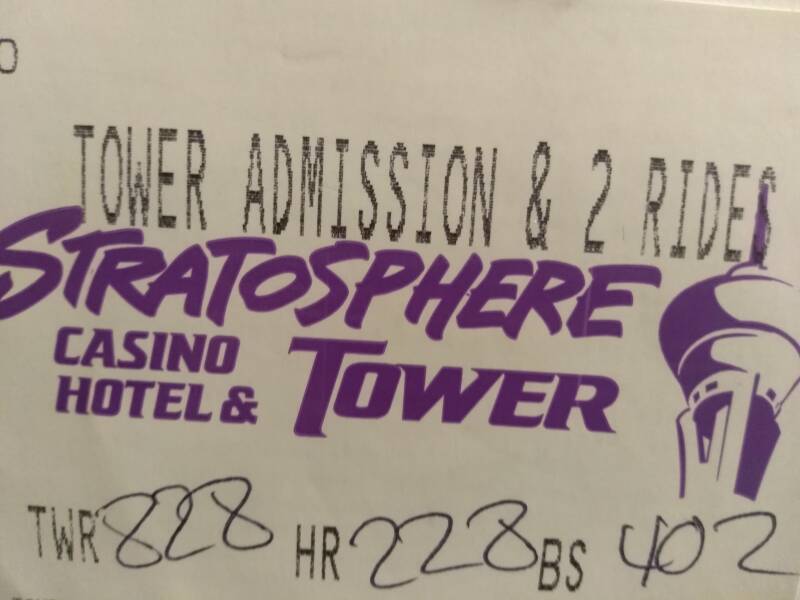 TOWER ADMISSION & 2 RIDES
STRATOSPHERE
CASINO
HOTEL & TOWER
TWR 828 HR 228 BS 402